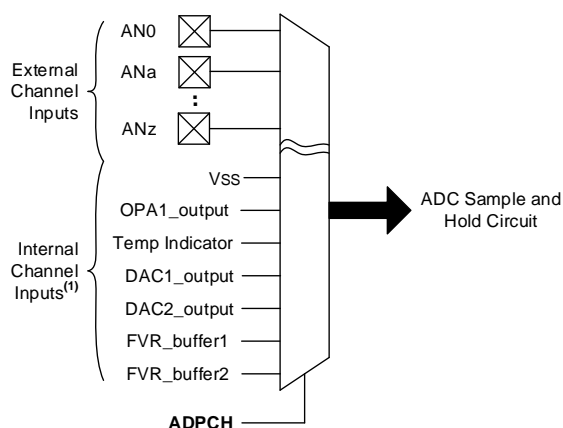 External
Channel
Inputs
AN0
ANa
⋮
ANz
Internal
Channel
Inputs(1)
VSS
OPA1_output
Temp Indicator
DAC1_output
DAC2_output
FVR_buffer1
FVR_buffer2
ADPCH
ADC Sample and
Hold Circuit